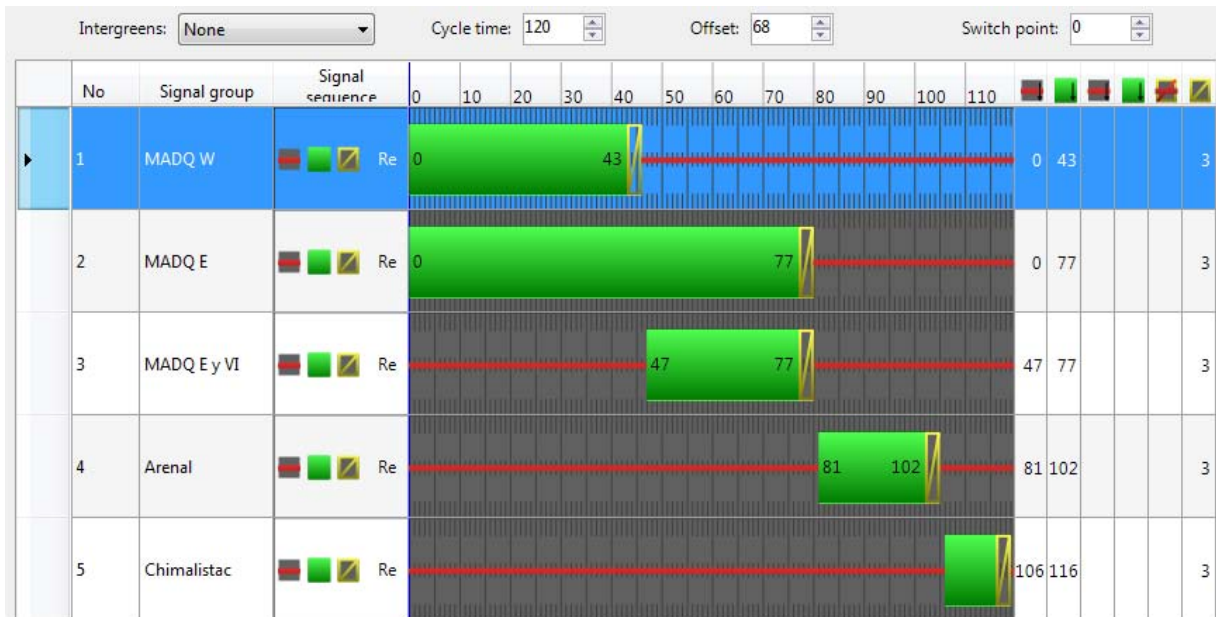 Intergreens: None Cycle time: 120 Offset: 68 Switch point: 0
No Signal group Signal sequence 0 10 20 30 40 50 60 70 80 90 100 110
1 MADQ W Re 0 43 0 43 3
2 MADQ E Re 0 77 0 77 3
3 MADQ E y VI Re 47 77 47 77 3
4 Arenal Re 81 102 81 102 3
5 Chimalistac Re 106 116 3